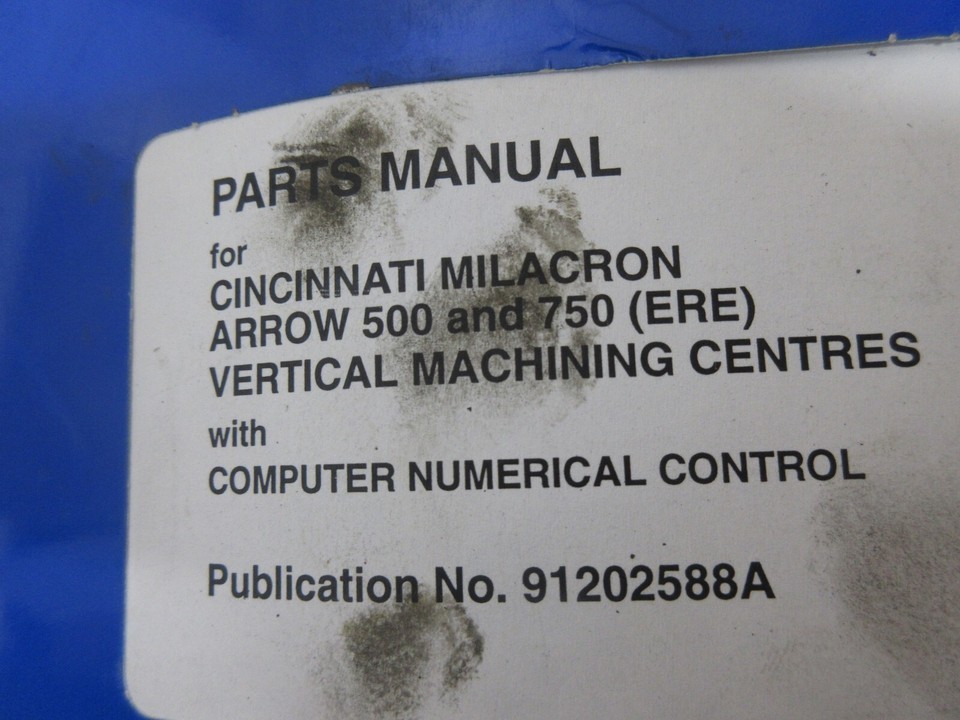 PARTS MANUAL
for
CINCINNATI MILACRON
ARROW 500 and 750 (ERE)
VERTICAL MACHINING CENTRES
with
COMPUTER NUMERICAL CONTROL
Publication No. 91202588A